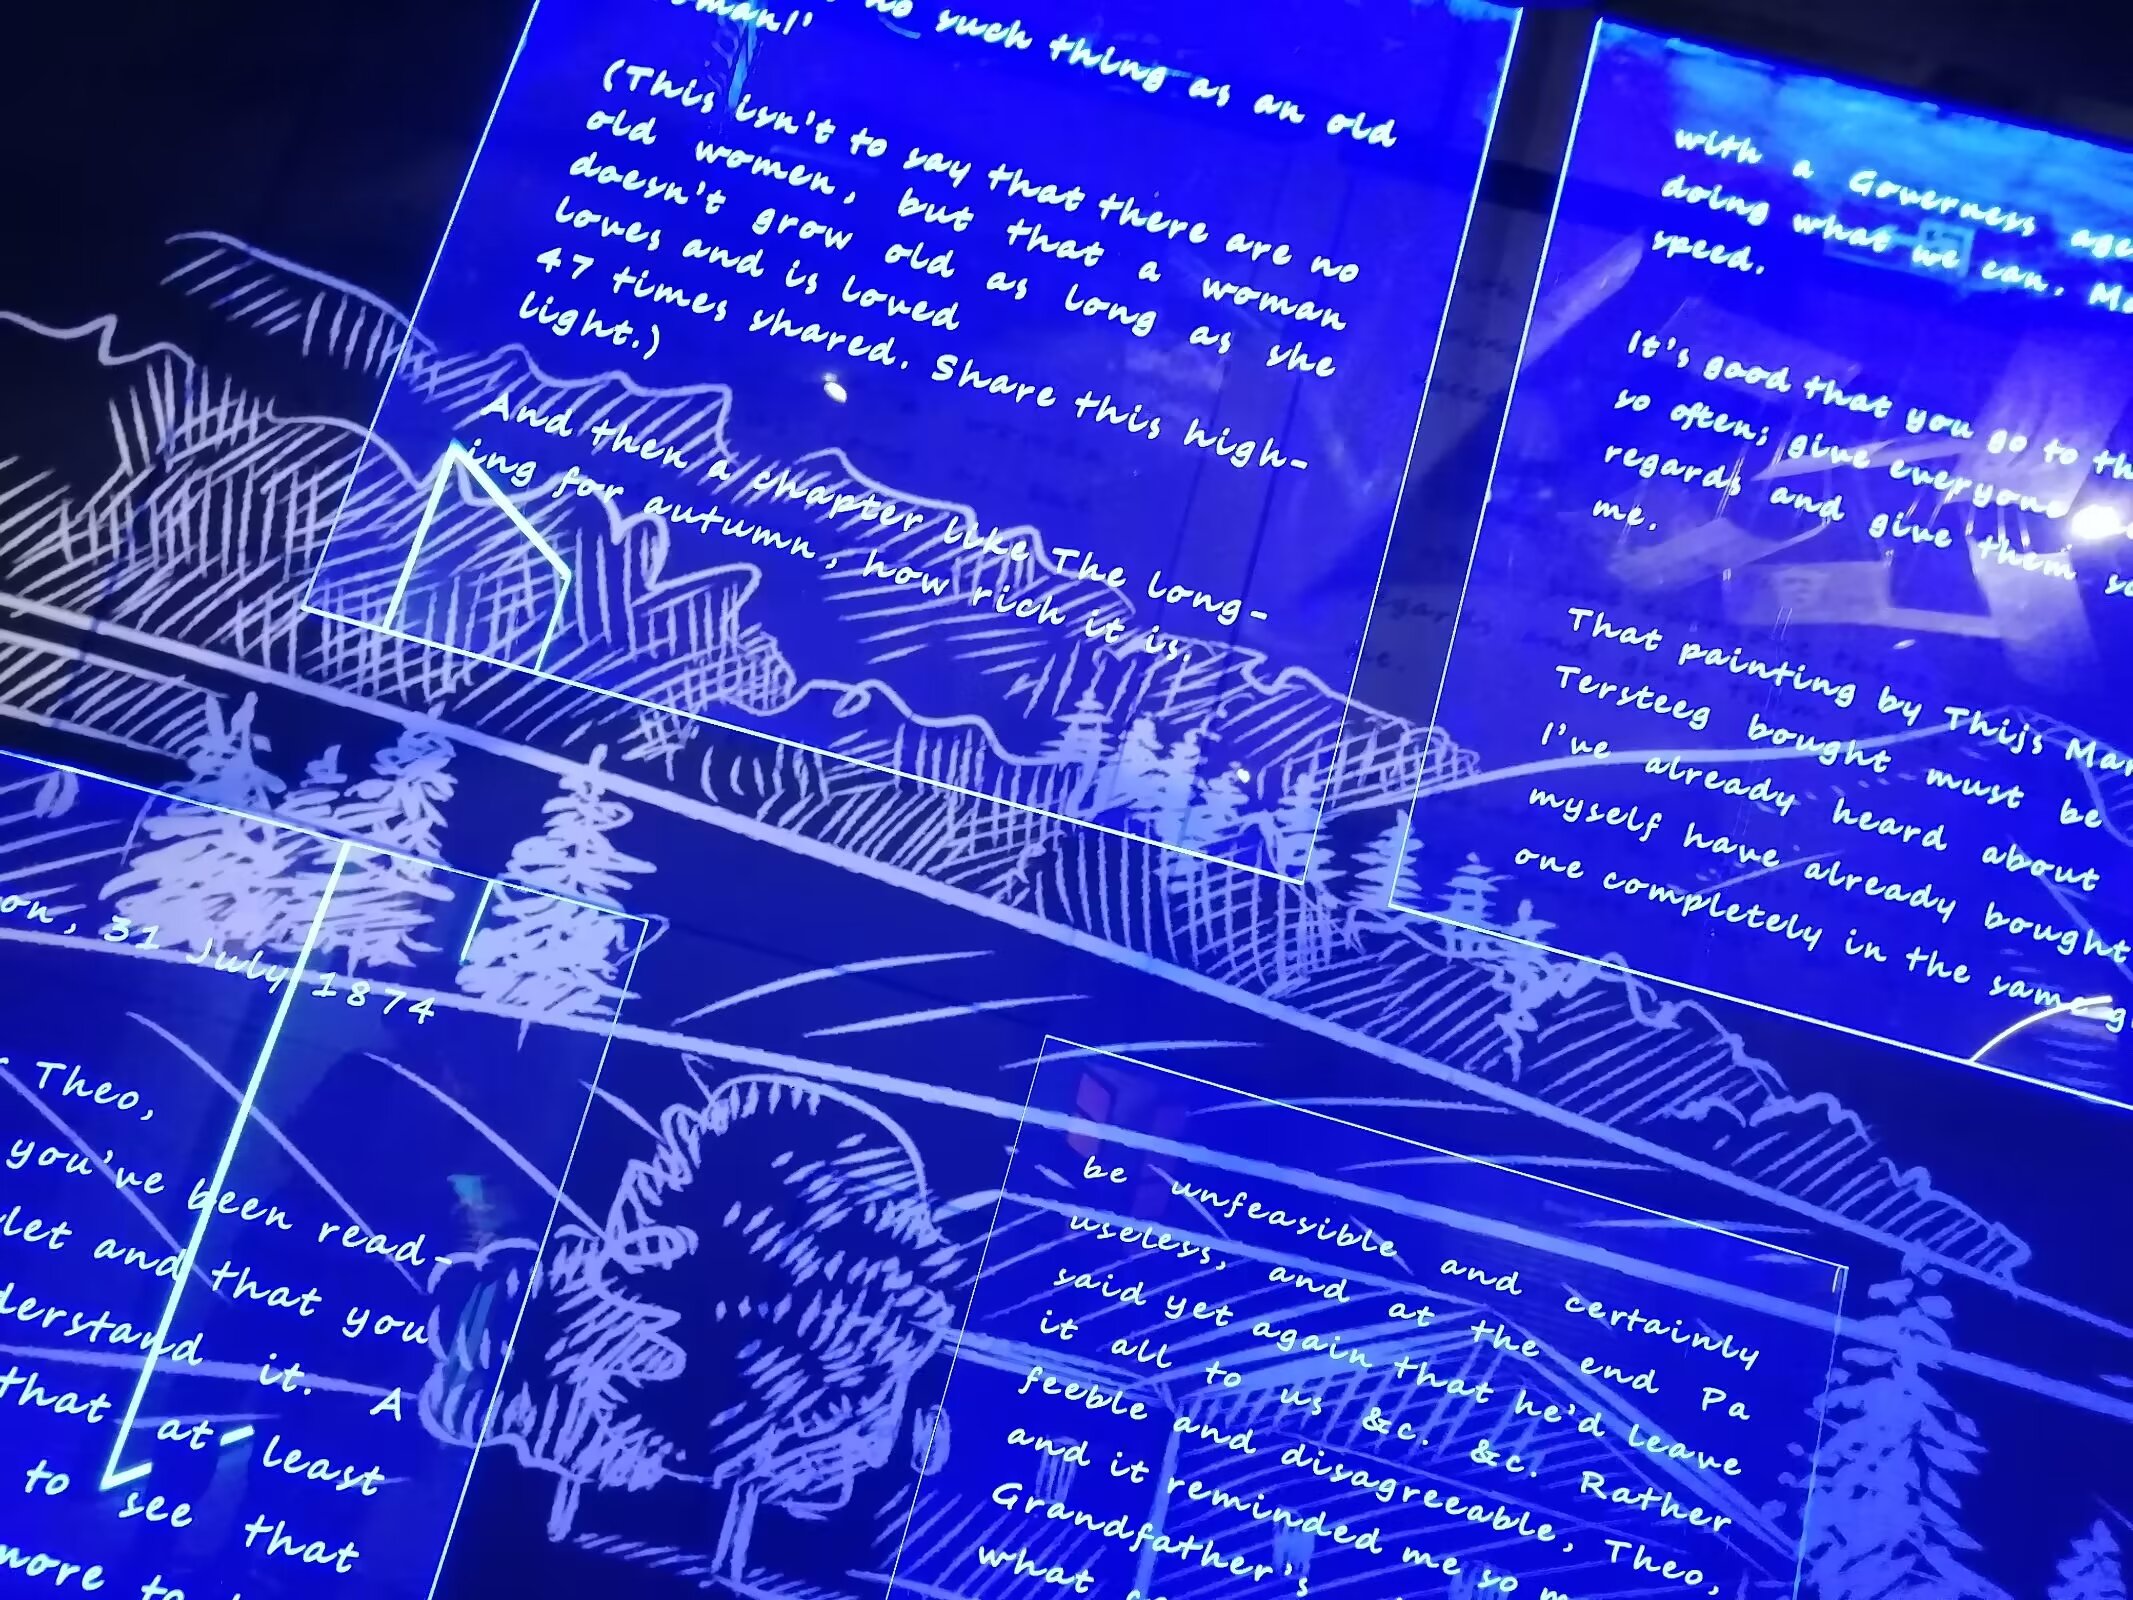 no such thing as an old
(This isn't to say that there are no
old women, but that a woman
doesn't grow old as long as she
loves and is loved
47 times shared. Share this high-
light.)
And then a chapter like The long-
ing for autumn, how rich it is.
with a Governess
doing what we can.
speed.
It's good that you go to
so often; give everyone
regards and give them
me.
That painting by Thijs
Tersteeg bought must be
I've already heard about
myself have already bought
one completely in the same
31 July 1874
Theo,
you've been read-
and that you
it. A
that at least
to see that
more to
be unfeasible and certainly
useless, and at the end Pa
said yet again that he'd leave
it all to us &c. &c. Rather
feeble and disagreeable, Theo,
and it reminded me so
Grandfather's
what